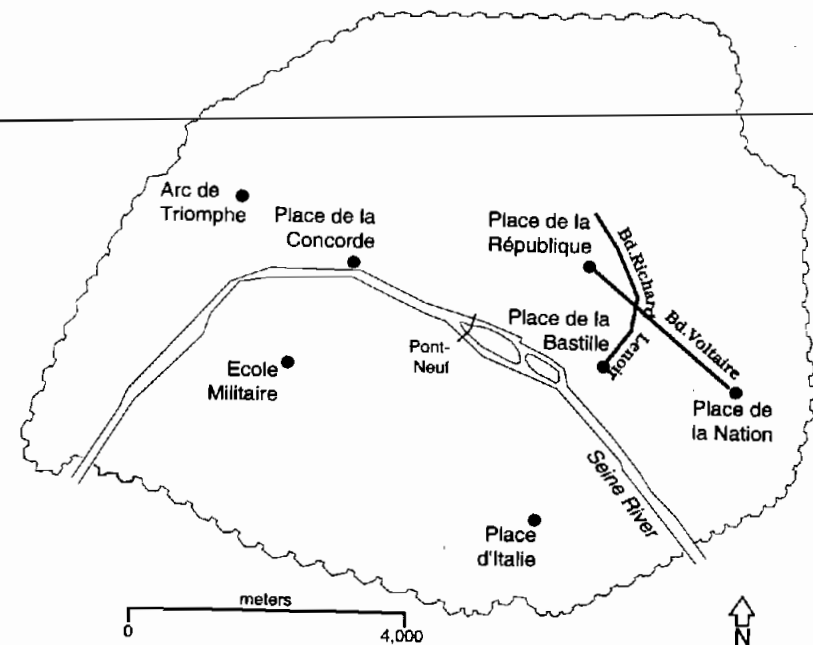 Arc de
Triomphe
Place de la
Concorde
Place de la
République
Bd.Richard
Lenoir
Bd.Voltaire
Place de la
Bastille
Pont-
Neuf
Ecole
Militaire
Place de
la Nation
Seine River
Place
d'Italie
meters
0
4,000
N